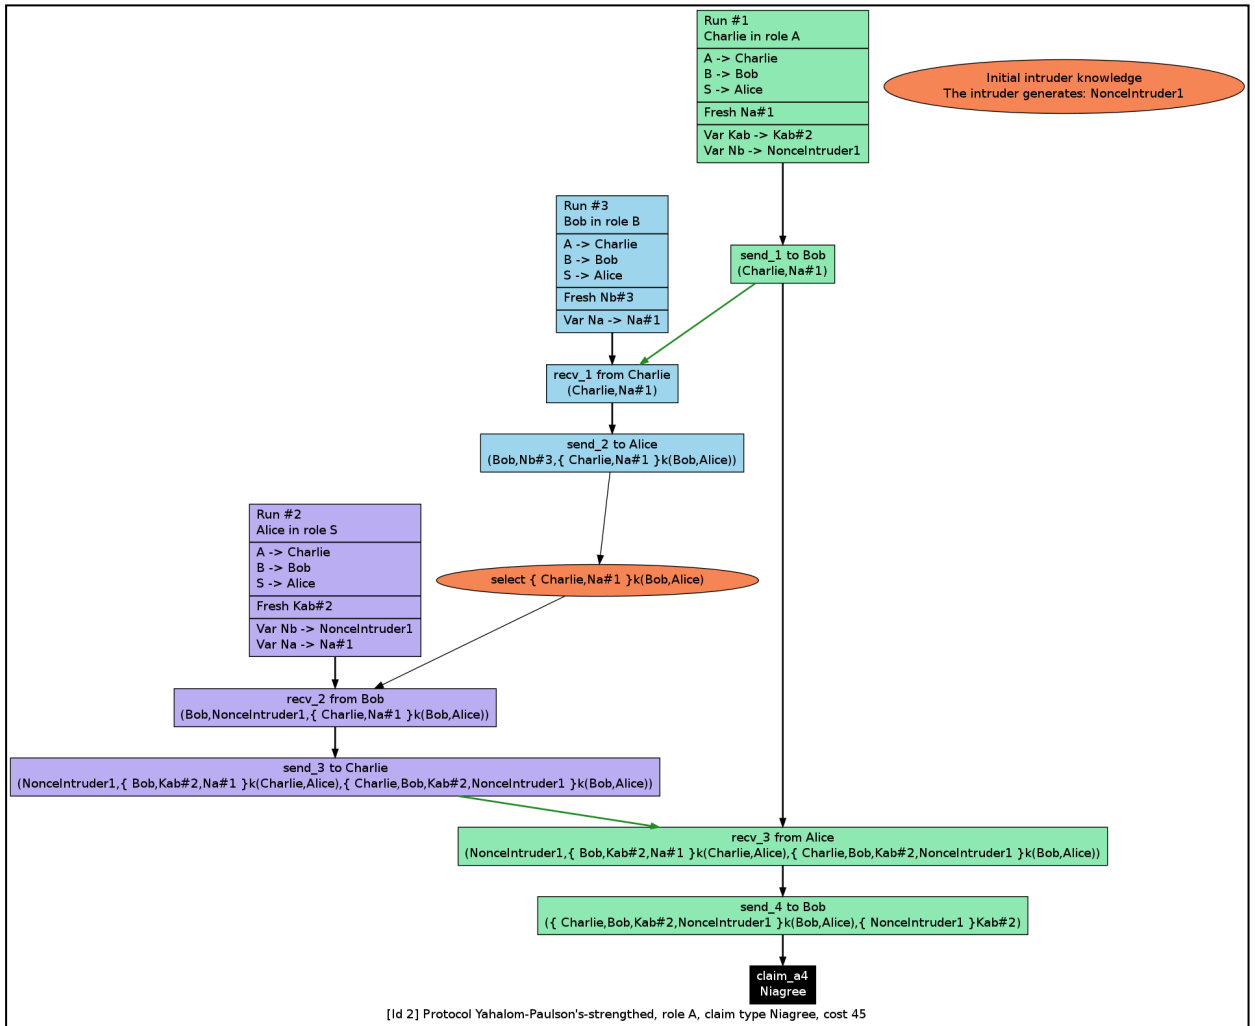 Run #1
Charlie in role A
A -> Charlie
B -> Bob
S -> Alice
Fresh Na#1
Var Kab -> Kab#2
Var Nb -> NonceIntruder1
Initial intruder knowledge
The intruder generates: NonceIntruder1
Run #3
Bob in role B
A -> Charlie
B -> Bob
S -> Alice
Fresh Nb#3
Var Na -> Na#1
send_1 to Bob
(Charlie,Na#1)
recv_1 from Charlie
(Charlie,Na#1)
send_2 to Alice
(Bob,Nb#3,{ Charlie,Na#1 }k(Bob,Alice))
Run #2
Alice in role S
A -> Charlie
B -> Bob
S -> Alice
Fresh Kab#2
Var Nb -> NonceIntruder1
Var Na -> Na#1
select { Charlie,Na#1 }k(Bob,Alice)
recv_2 from Bob
(Bob,NonceIntruder1,{ Charlie,Na#1 }k(Bob,Alice))
send_3 to Charlie
(NonceIntruder1,{ Bob,Kab#2,Na#1 }k(Charlie,Alice),{ Charlie,Bob,Kab#2,NonceIntruder1 }k(Bob,Alice))
recv_3 from Alice
(NonceIntruder1,{ Bob,Kab#2,Na#1 }k(Charlie,Alice),{ Charlie,Bob,Kab#2,NonceIntruder1 }k(Bob,Alice))
send_4 to Bob
({ Charlie,Bob,Kab#2,NonceIntruder1 }k(Bob,Alice),{ NonceIntruder1 }Kab#2)
claim_a4
Niagree
[Id 2] Protocol Yahalom-Paulson's-strengthed, role A, claim type Niagree, cost 45